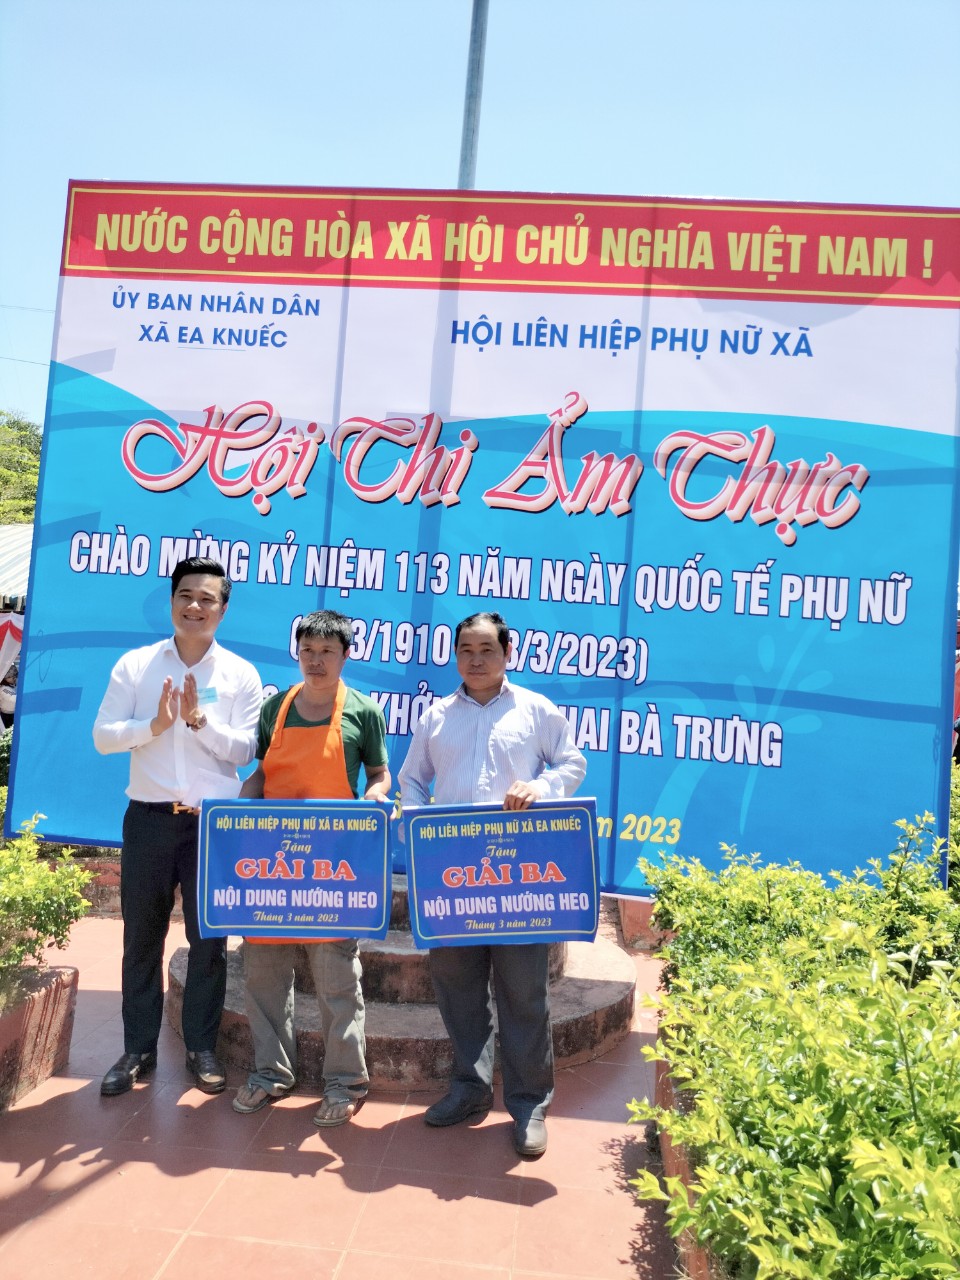 NƯỚC CỘNG HÒA XÃ HỘI CHỦ NGHĨA VIỆT NAM !
ỦY BAN NHÂN DÂN
XÃ EA KNUẾC
HỘI LIÊN HIỆP PHỤ NỮ XÃ
Hội Thi Ẩm Thực
CHÀO MỪNG KỶ NIỆM 113 NĂM NGÀY QUỐC TẾ PHỤ NỮ
3/1910 3/3/2023)
KHỞI HAI BÀ TRƯNG
2023
HỘI LIÊN HIỆP PHỤ NỮ XÃ EA KNUẾC
Tặng
GIẢI BA
NỘI DUNG NƯỚNG HEO
Tháng 3 năm 2023
HỘI LIÊN HIỆP PHỤ NỮ XÃ EA KNUẾC
Tặng
GIẢI BA
NỘI DUNG NƯỚNG HEO
Tháng 3 năm 2023